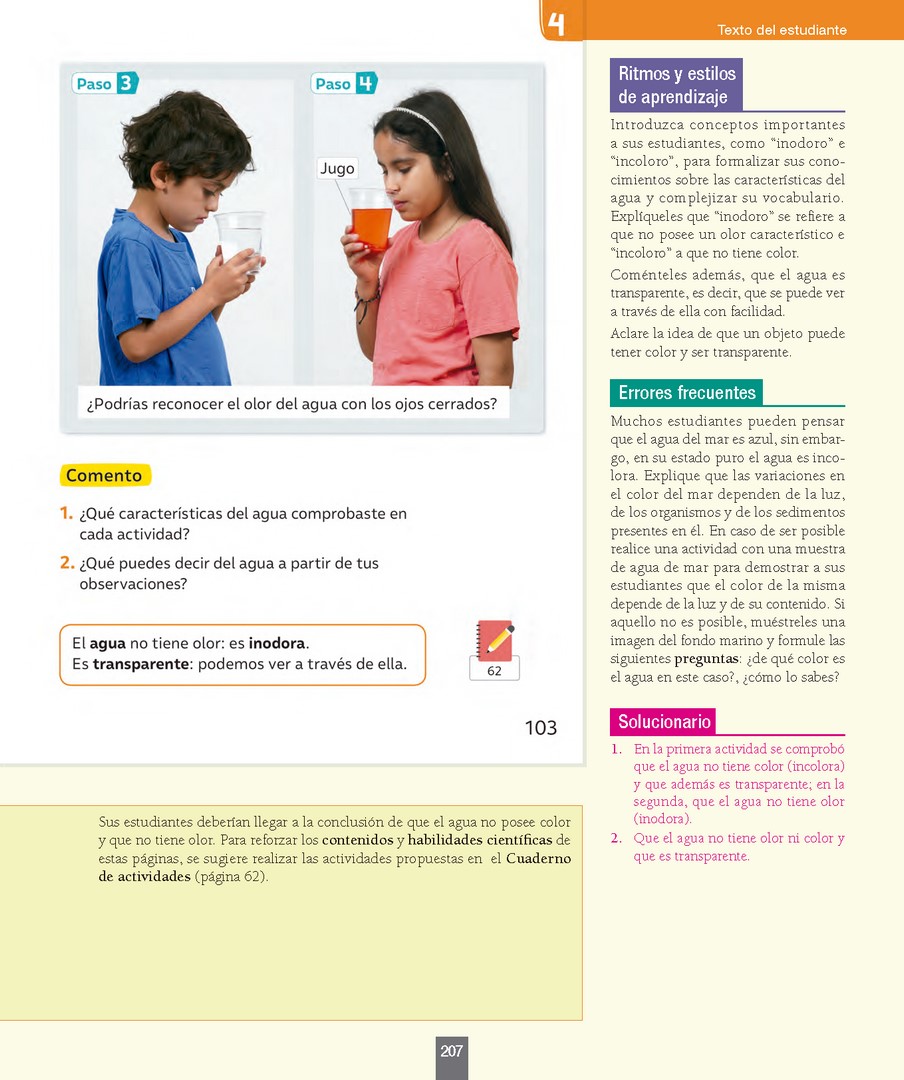 4
Texto del estudiante
Paso 3
Paso 4
Jugo
¿Podrías reconocer el olor del agua con los ojos cerrados?
Comento
1. ¿Qué características del agua comprobaste en
cada actividad?
2. ¿Qué puedes decir del agua a partir de tus
observaciones?
El agua no tiene olor: es inodora.
Es transparente: podemos ver a través de ella.
62
103
Sus estudiantes deberían llegar a la conclusión de que el agua no posee color
y que no tiene olor. Para reforzar los contenidos y habilidades científicas de
estas páginas, se sugiere realizar las actividades propuestas en el Cuaderno
de actividades (página 62).
Ritmos y estilos
de aprendizaje
Introduzca conceptos importantes
a sus estudiantes, como "inodoro" e
"incoloro", para formalizar sus cono-
cimientos sobre las características del
agua y complejizar su vocabulario.
Explíqueles que "inodoro" se refiere a
que no posee un olor característico e
"incoloro" a que no tiene color.
Coménteles además, que el agua es
transparente, es decir, que se puede ver
a través de ella con facilidad.
Aclare la idea de que un objeto puede
tener color y ser transparente.
Errores frecuentes
Muchos estudiantes pueden pensar
que el agua del mar es azul, sin embar-
go, en su estado puro el agua es inco-
lora. Explique que las variaciones en
el color del mar dependen de la luz,
de los organismos y de los sedimentos
presentes en él. En caso de ser posible
realice una actividad con una muestra
de agua de mar para demostrar a sus
estudiantes que el color de la misma
depende de la luz y de su contenido. Si
aquello no es posible, muéstreles una
imagen del fondo marino y formule las
siguientes preguntas: ¿de qué color es
el agua en este caso?, ¿cómo lo sabes?
Solucionario
1. En la primera actividad se comprobó
que el agua no tiene color (incolora)
y que además es transparente; en la
segunda, que el agua no tiene olor
(inodora).
2. Que el agua no tiene olor ni color y
que es transparente.
207